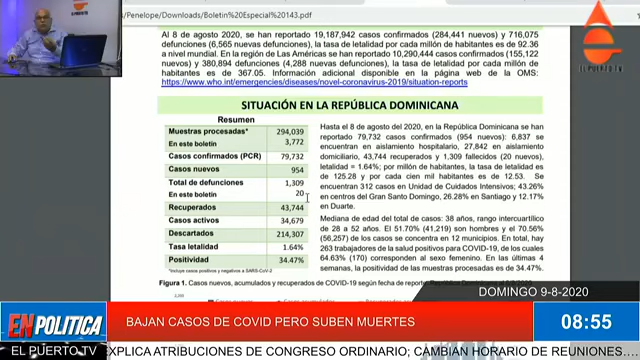 /Penelope/Downloads/Boletin%20Especial%20143.pdf
Al 8 de agosto 2020, se han reportado 19,187,942 casos confirmados (284,441 nuevos) y 716,075
defunciones (6,565 nuevas defunciones), la tasa de letalidad por cada millón de habitantes es de 92.36
a nivel mundial. En la región de Las Américas se han reportado 10,290,444 casos confirmados (155,122
nuevos) y 380,894 defunciones (4,288 nuevas defunciones), la tasa de letalidad por cada millón de
habitantes es de 367.05. Información adicional disponible en la página web de la OMS:
https://www.who.int/emergencies/diseases/novel-coronavirus-2019/situation-reports
EL PUERTO TV
SITUACIÓN EN LA REPÚBLICA DOMINICANA
Resumen
Muestras procesadas* 294,039
En este boletín 3,772
Casos confirmados (PCR) 79,732
Casos nuevos 954
Total de defunciones 1,309
En este boletín 20
Recuperados 43,744
Casos activos 34,679
Descartados 214,307
Tasa letalidad 1.64%
Positividad 34.47%
*Incluye casos positivos y negativos a SARS-CoV-2
Hasta el 8 de agosto del 2020, en la República Dominicana se han
reportado 79,732 casos confirmados (954 nuevos): 6,837 se
encuentran en aislamiento hospitalario, 27,842 en aislamiento
domiciliario, 43,744 recuperados y 1,309 fallecidos (20 nuevos),
letalidad = 1.64%; por millón de habitantes, la tasa de letalidad es
de 125.28 y por cada cien mil habitantes es de 12.53. Se
encuentran 312 casos en Unidad de Cuidados Intensivos; 43.26%
en centros del Gran Santo Domingo, 26.28% en Santiago y 12.17%
en Duarte.
Mediana de edad del total de casos: 38 años, rango intercuartílico
de 28 a 52 años. El 51.70% (41,219) son hombres y el 70.56%
(56,257) de los casos se concentra en 12 municipios. En total, hay
263 trabajadores de la salud positivos para COVID-19, de los cuales
64.63% (170) corresponden al sexo femenino. En las últimas 4
semanas, la positividad de las muestras procesadas es de 34.47%.
Figura 1. Casos nuevos, acumulados y recuperados de COVID-19 según fecha de reporte
DOMINGO 9-8-2020
EN POLITICA
BAJAN CASOS DE COVID PERO SUBEN MUERTES
08:55
EL PUERTO TV
EXPLICA ATRIBUCIONES DE CONGRESO ORDINARIO; CAMBIAN HORARIO DE REUNIONES....